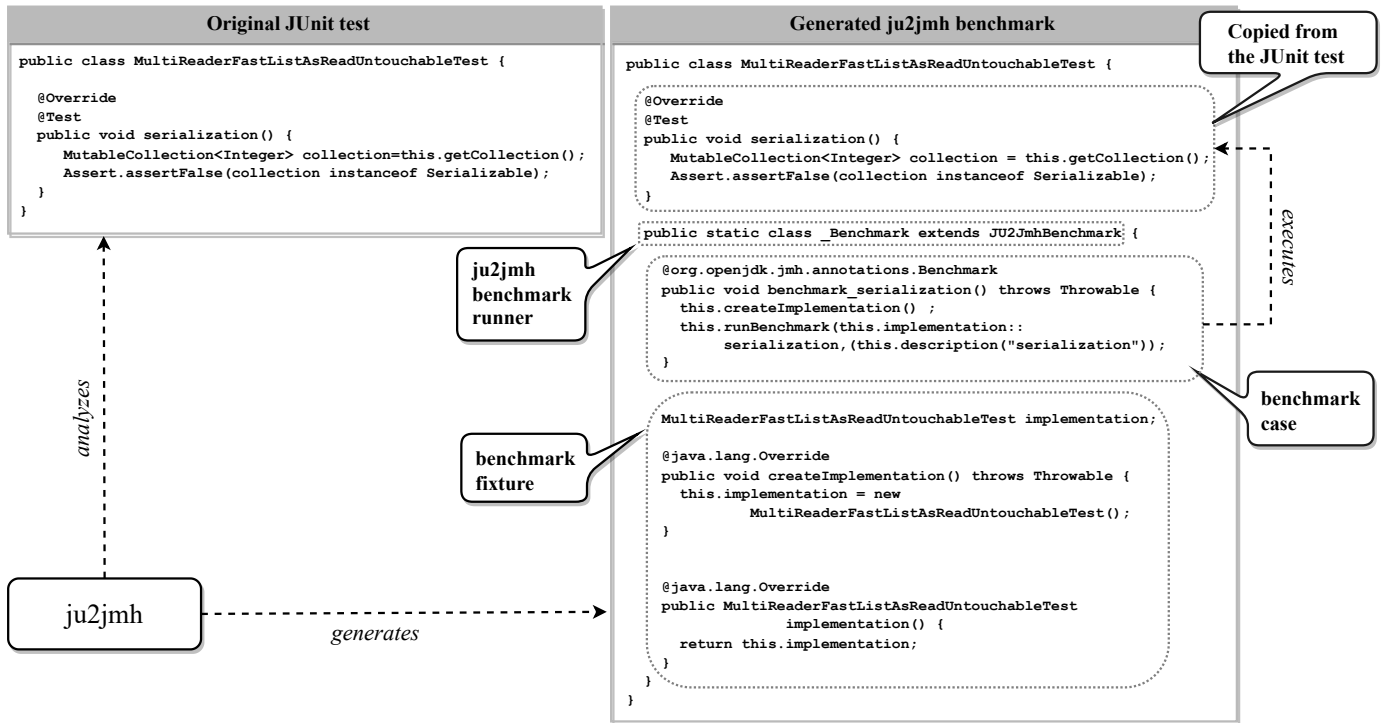 Original JUnit test
public class MultiReaderFastListAsReadUntouchableTest {
@Override
@Test
public void serialization() {
MutableCollection<Integer> collection=this.getCollection();
Assert.assertFalse(collection instanceof Serializable);
}
}
analyzes
ju2jmh
generates
Generated ju2jmh benchmark
Copied from
the JUnit test
public class MultiReaderFastListAsReadUntouchableTest {
@Override
@Test
public void serialization() {
MutableCollection<Integer> collection = this.getCollection();
Assert.assertFalse(collection instanceof Serializable);
}
executes
public static class _Benchmark extends JU2JmhBenchmark {
ju2jmh
benchmark
runner
@org.openjdk.jmh.annotations.Benchmark
public void benchmark_serialization() throws Throwable {
this.createImplementation() ;
this.runBenchmark(this.implementation::
serialization,(this.description("serialization"));
}
benchmark
case
benchmark
fixture
MultiReaderFastListAsReadUntouchableTest implementation;
@java.lang.Override
public void createImplementation() throws Throwable {
this.implementation = new
MultiReaderFastListAsReadUntouchableTest();
}
@java.lang.Override
public MultiReaderFastListAsReadUntouchableTest
implementation() {
return this.implementation;
}
}
}